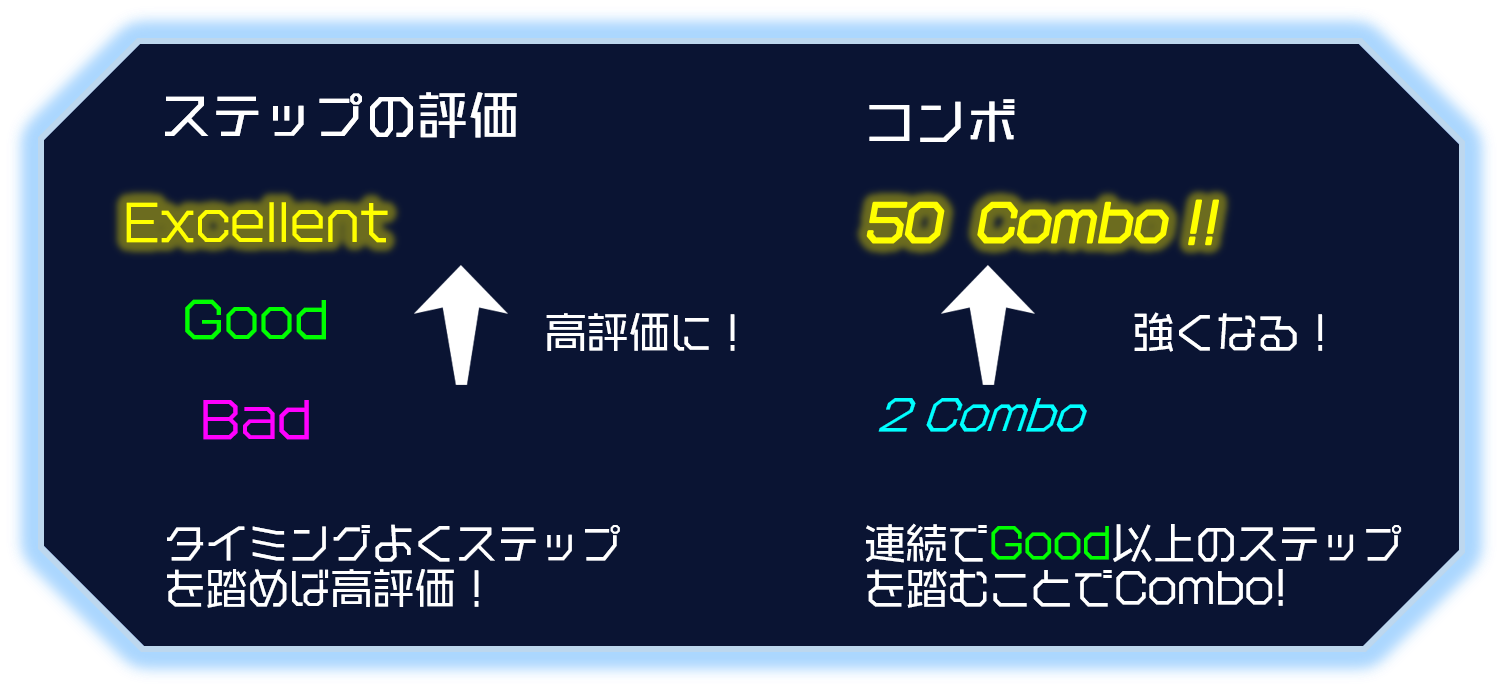 ステップの評価
Excellent
Good
高評価に！
Bad
タイミングよくステップ
を踏めば高評価！
コンボ
50 Combo !!
強くなる！
2 Combo
連続でGood以上のステップ
を踏むことでCombo!